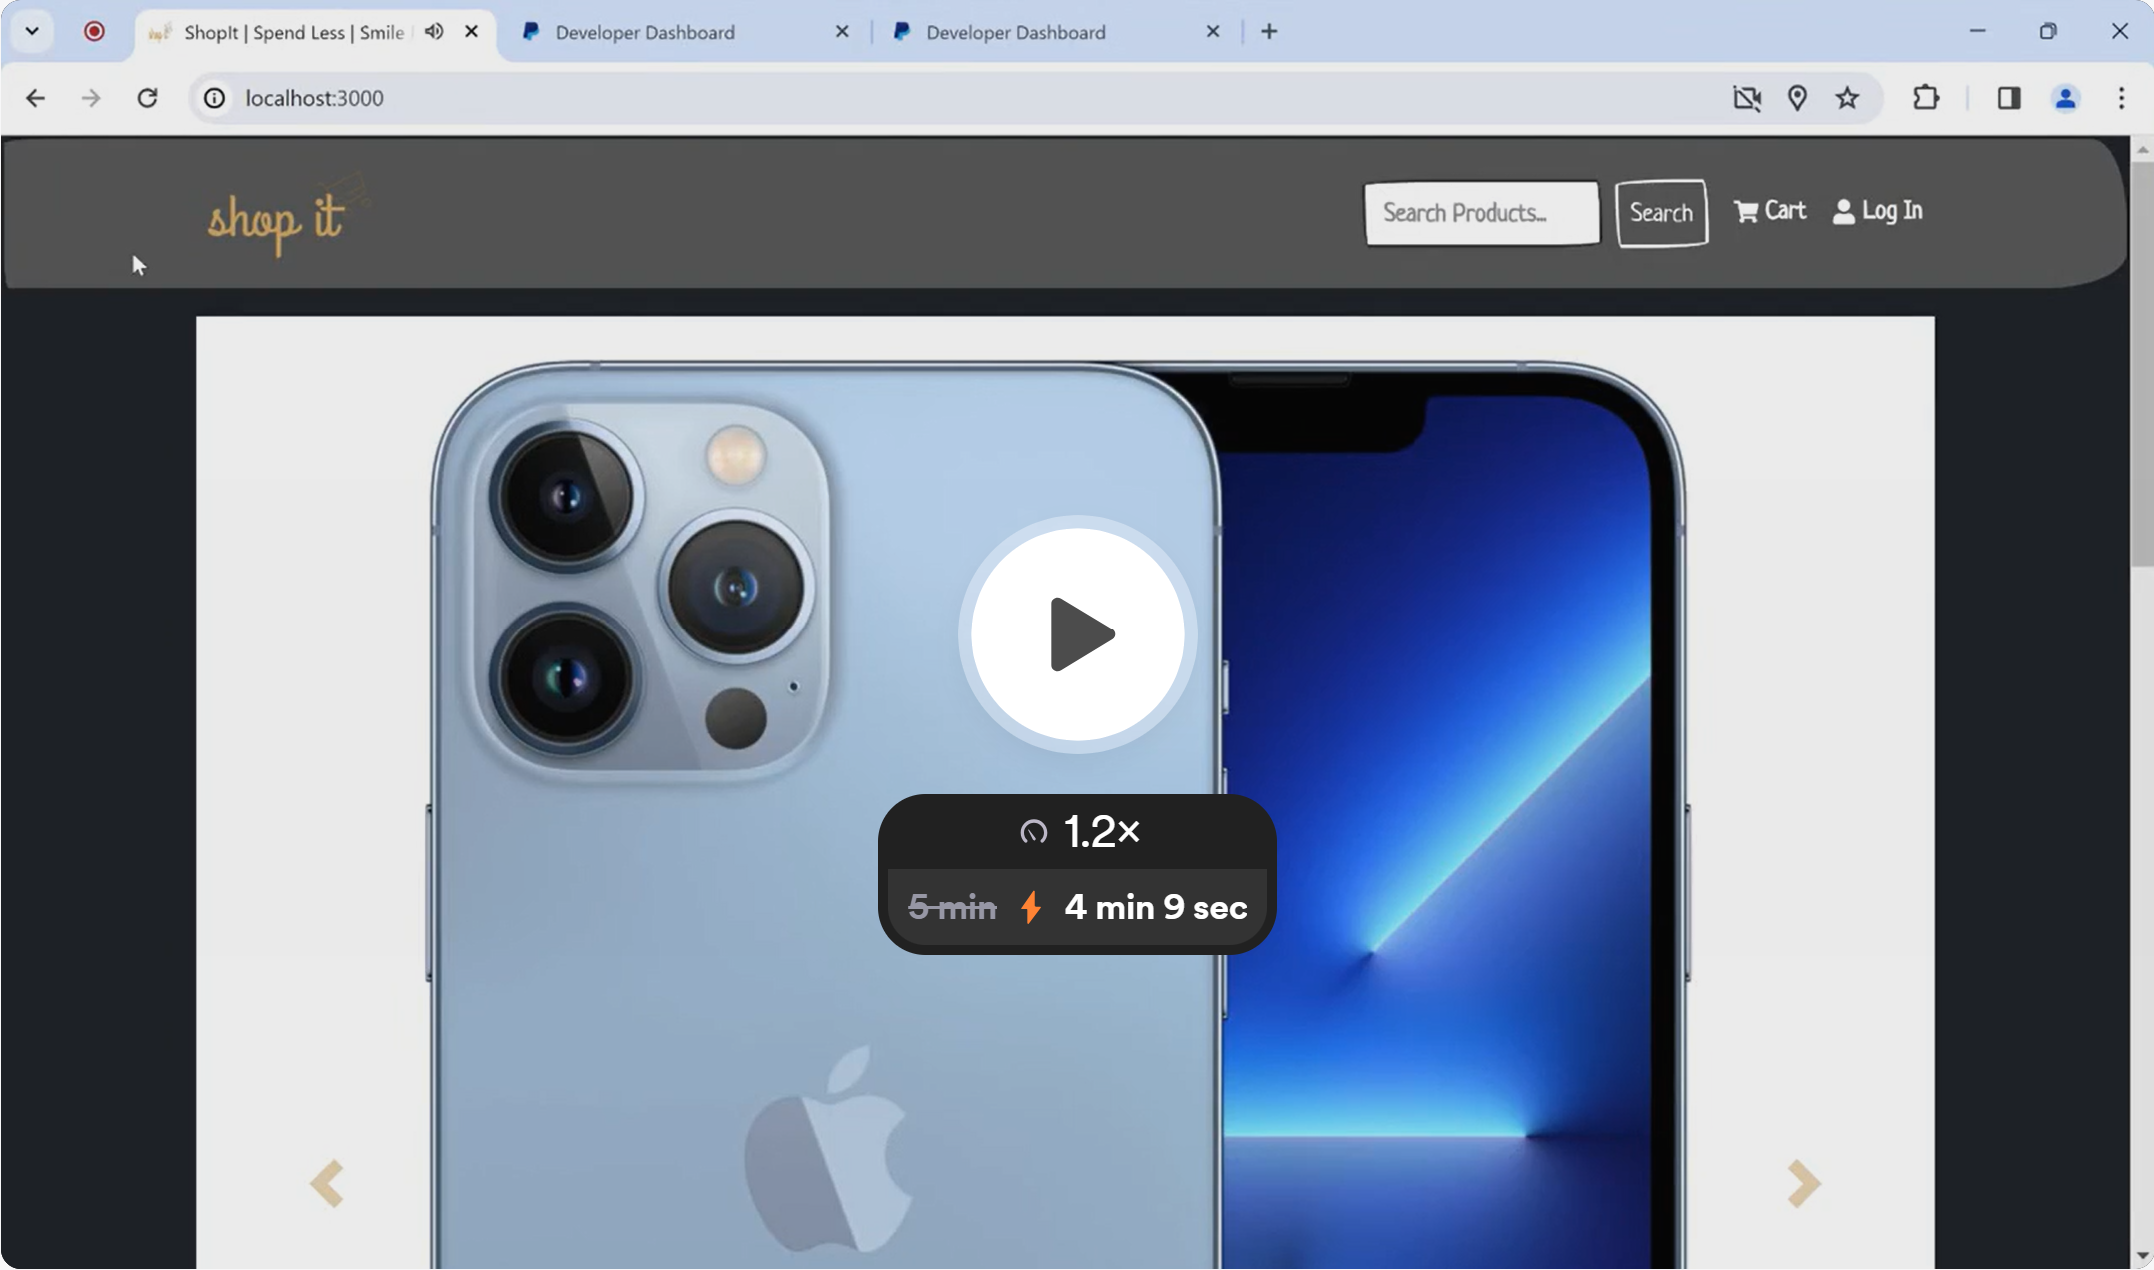 ShopIt | Spend Less | Smile
Developer Dashboard
Developer Dashboard
localhost:3000
shop it
Search Products...
Search
Cart
Log In
1.2×
5 min
4 min 9 sec